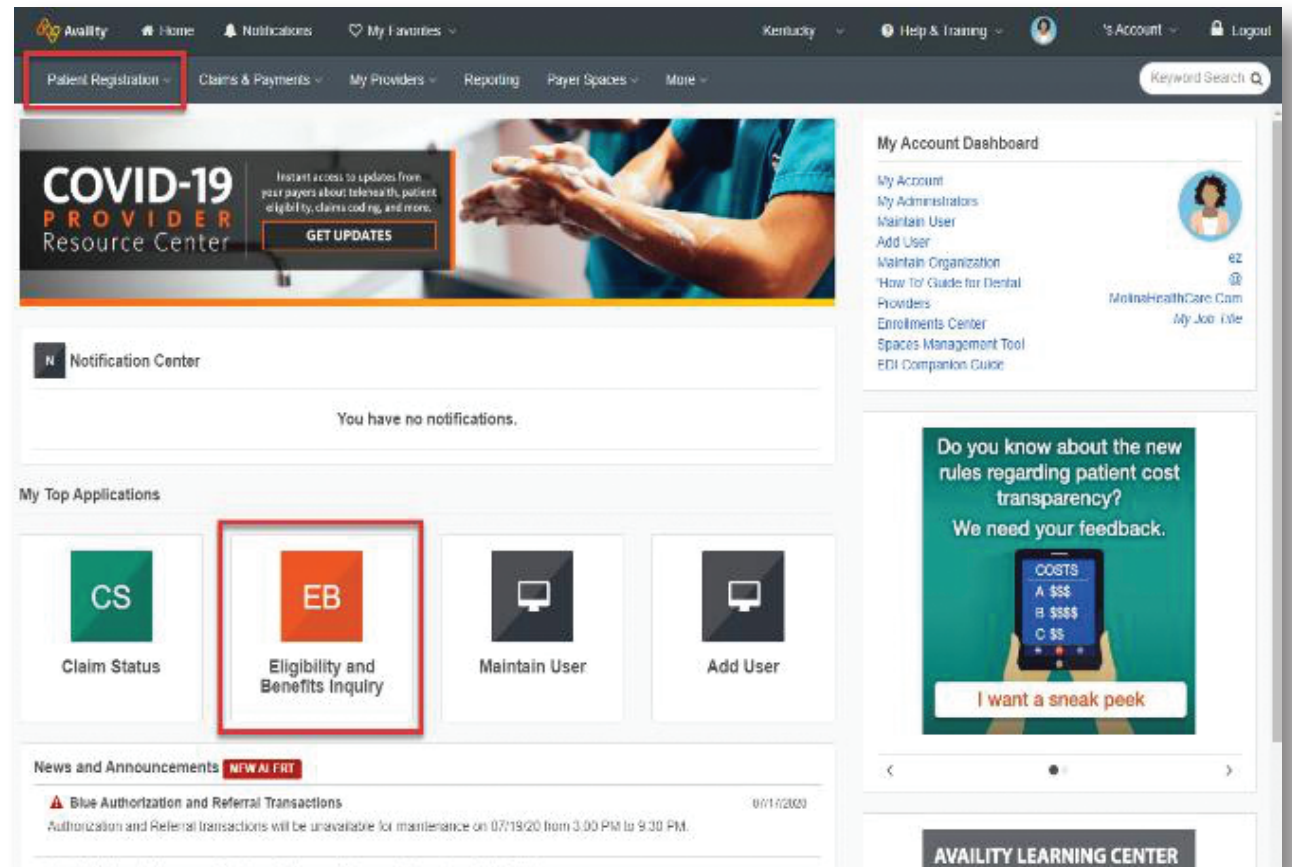 Availity Home Notifications My Favorites Kentucky Help & Training 's Account Logout
Patient Registration Claims & Payments My Providers Reporting Payer Spaces More Keyword Search
COVID-19
PROVIDER
Resource Center
Instant access to updates from
your payers about telehealth, patient
eligibility, claims coding, and more.
GET UPDATES
N Notification Center
You have no notifications.
My Top Applications
CS
Claim Status
EB
Eligibility and
Benefits Inquiry
Maintain User
Add User
News and Announcements NEW ALERT
Blue Authorization and Referral Transactions 07/17/2020
Authorization and Referral transactions will be unavailable for maintenance on 07/19/20 from 3:00 PM to 9:30 PM.
My Account Dashboard
My Account
My Administrators
Maintain User
Add User
Maintain Organization
'How To' Guide for Dental
Providers
Enrollments Center
Spaces Management Tool
EDI Companion Guide
ez
@
MolinaHealthCare.Com
My Job Title
Do you know about the new
rules regarding patient cost
transparency?
We need your feedback.
COSTS
A $$$
B $$$$
C $$
I want a sneak peek
AVAILITY LEARNING CENTER